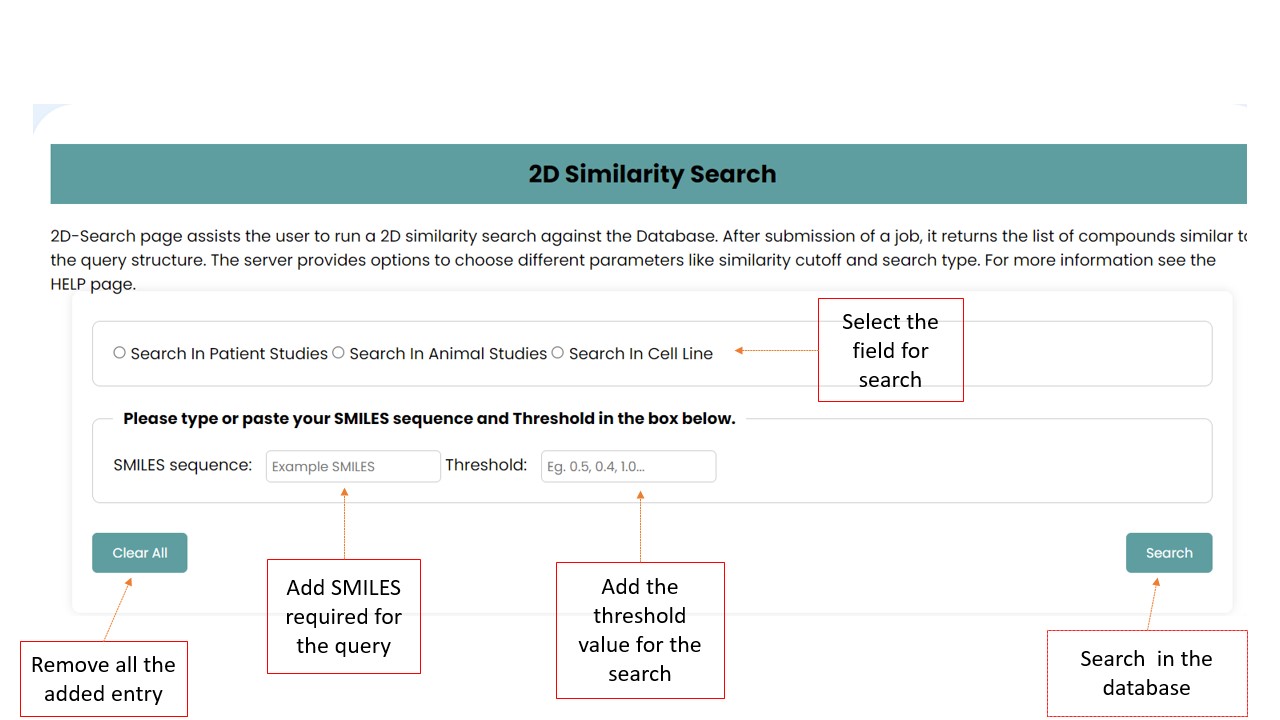 2D Similarity Search
2D-Search page assists the user to run a 2D similarity search against the Database. After submission of a job, it returns the list of compounds similar to
the query structure. The server provides options to choose different parameters like similarity cutoff and search type. For more information see the
HELP page.
Search In Patient Studies Search In Animal Studies Search In Cell Line
Select the
field for
search
Please type or paste your SMILES sequence and Threshold in the box below.
SMILES sequence: Example SMILES Threshold: Eg. 0.5, 0.4, 1.0...
Clear All
Search
Add SMILES
required for
the query
Add the
threshold
value for the
search
Remove all the
added entry
Search  in the
database